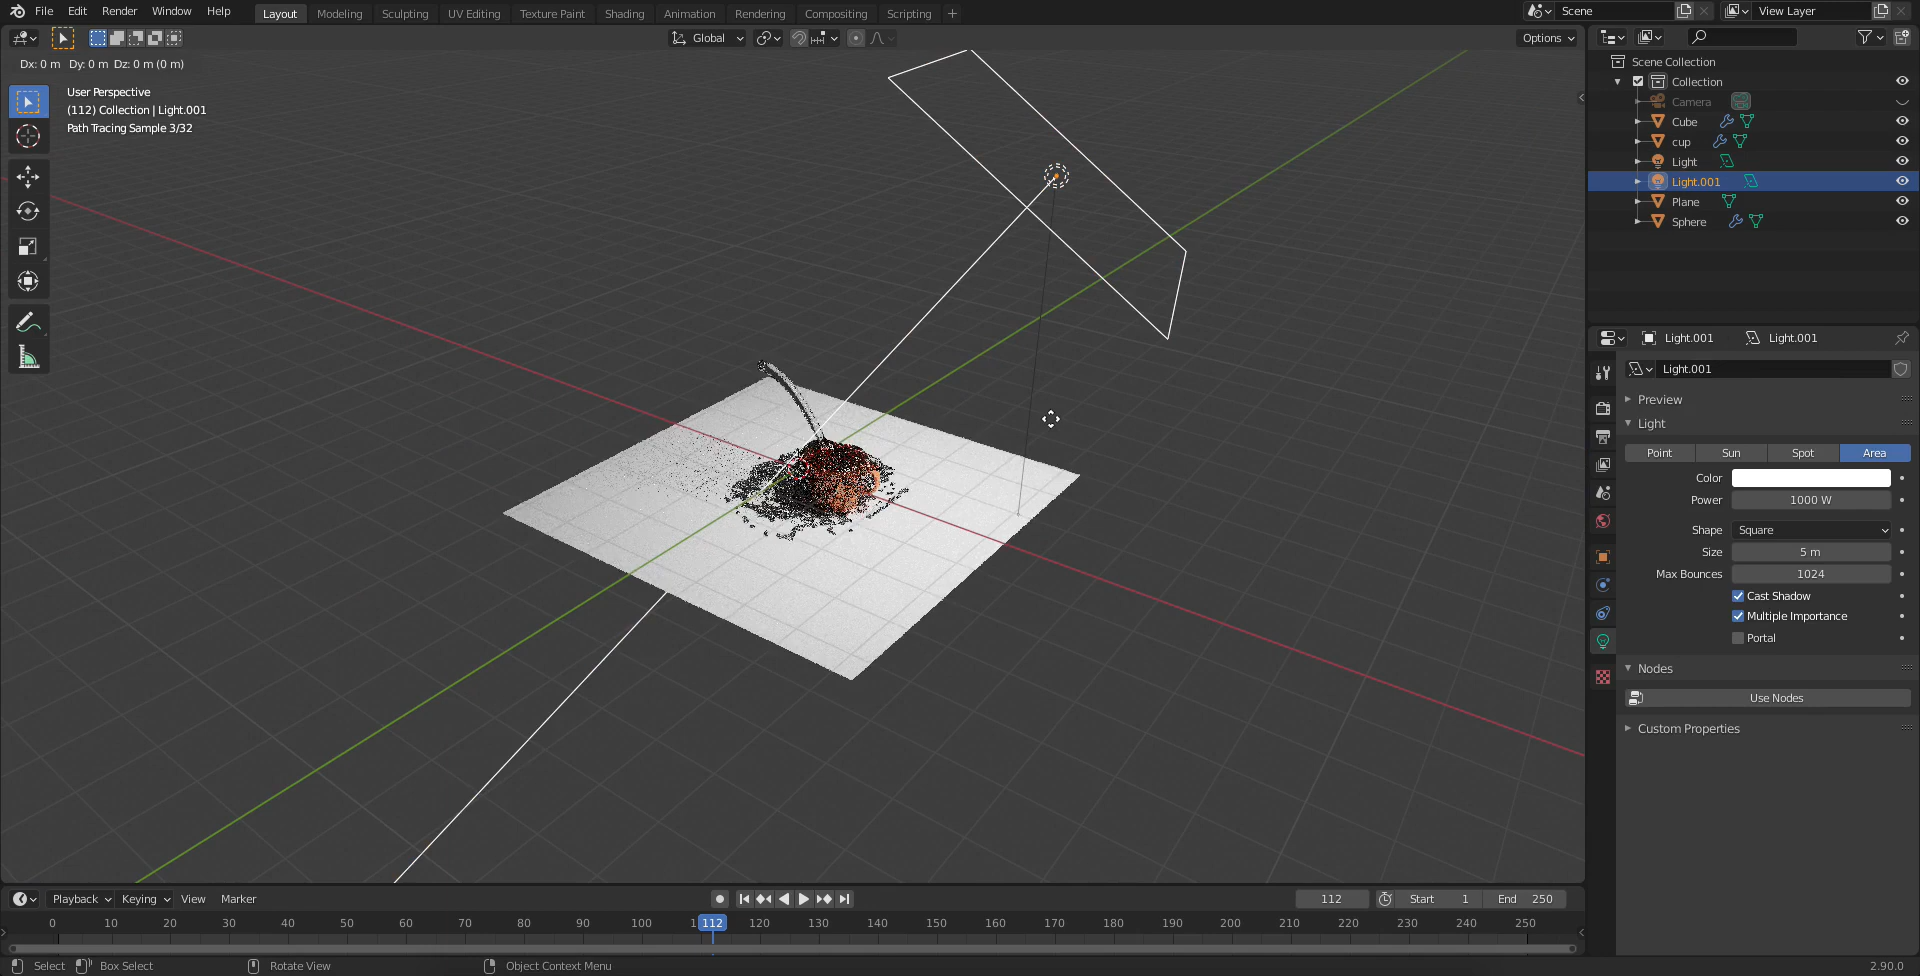 File Edit Render Window Help Layout Modeling Sculpting UV Editing Texture Paint Shading Animation Rendering Compositing Scripting + Scene View Layer
Global Options
Dx: 0 m Dy: 0 m Dz: 0 m (0 m)
User Perspective
(112) Collection | Light.001
Path Tracing Sample 3/32
Scene Collection
Collection
Camera
Cube
cup
Light
Light.001
Plane
Sphere
Light.001 Light.001
Light.001
Preview
Light
Point Sun Spot Area
Color
Power 1000 W
Shape Square
Size 5 m
Max Bounces 1024
Cast Shadow
Multiple Importance
Portal
Nodes
Use Nodes
Custom Properties
Playback Keying View Marker 112 Start 1 End 250
0 10 20 30 40 50 60 70 80 90 100 1 112 120 130 140 150 160 170 180 190 200 210 220 230 240 250
Select Box Select Rotate View Object Context Menu 2.90.0